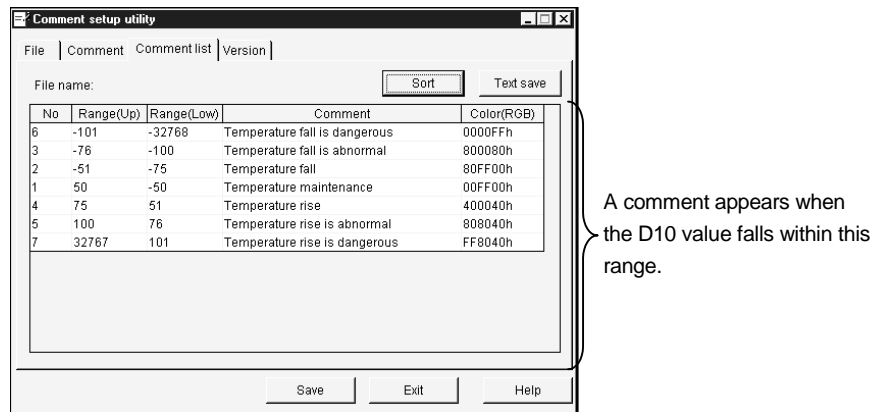 Comment setup utility
File Comment Comment list Version
File name: Sort Text save
No Range(Up) Range(Low) Comment Color(RGB)
6 -101 -32768 Temperature fall is dangerous 0000FFh
3 -76 -100 Temperature fall is abnormal 800080h
2 -51 -75 Temperature fall 80FF00h
1 50 -50 Temperature maintenance 00FF00h
4 75 51 Temperature rise 400040h
5 100 76 Temperature rise is abnormal 808040h
7 32767 101 Temperature rise is dangerous FF8040h
A comment appears when
the D10 value falls within this
range.
Save Exit Help